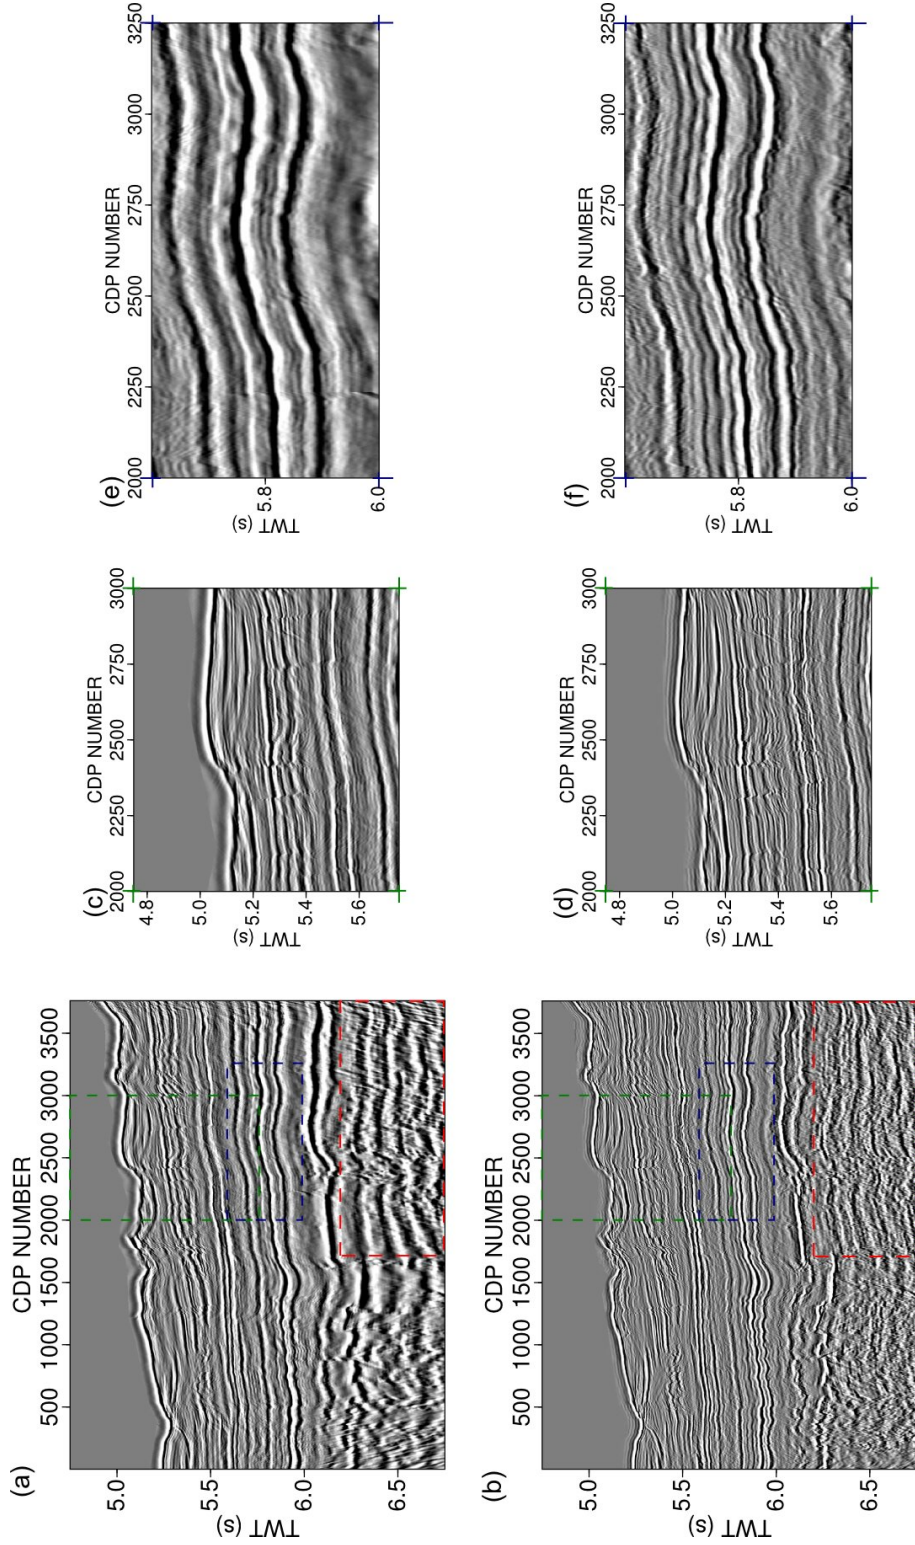 (a)
CDP NUMBER
500 1000 1500 2000 2500 3000 3500
5.0
5.5
6.0
6.5
TWT (s)
(b)
CDP NUMBER
500 1000 1500 2000 2500 3000 3500
5.0
5.5
6.0
6.5
TWT (s)
(c)
CDP NUMBER
2000 2250 2500 2750 3000
4.8
5.0
5.2
5.4
5.6
TWT (s)
(d)
CDP NUMBER
2000 2250 2500 2750 3000
4.8
5.0
5.2
5.4
5.6
TWT (s)
(e)
CDP NUMBER
2000 2250 2500 2750 3000 3250
5.8
6.0
TWT (s)
(f)
CDP NUMBER
2000 2250 2500 2750 3000 3250
5.8
6.0
TWT (s)